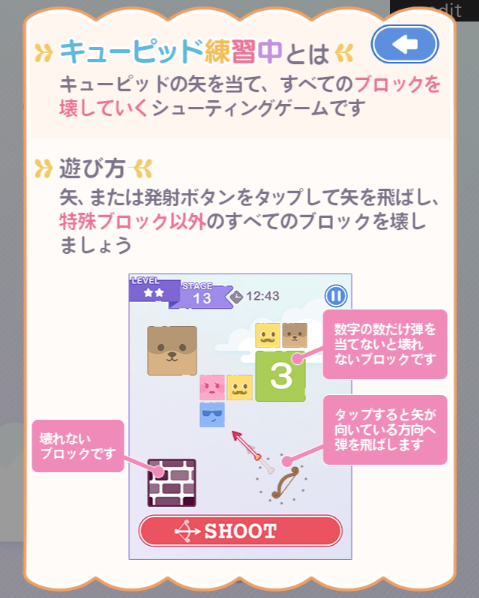 キューピッド練習中とは
キューピッドの矢を当て、すべてのブロックを
壊していくシューティングゲームです
遊び方
矢、または発射ボタンをタップして矢を飛ばし、
特殊ブロック以外のすべてのブロックを壊し
ましょう
LEVEL
STAGE
13
12:43
数字の数だけ弾を
当てないと壊れ
ないブロックです
3
タップすると矢が
向いている方向へ
弾を飛ばします
壊れない
ブロックです
SHOOT